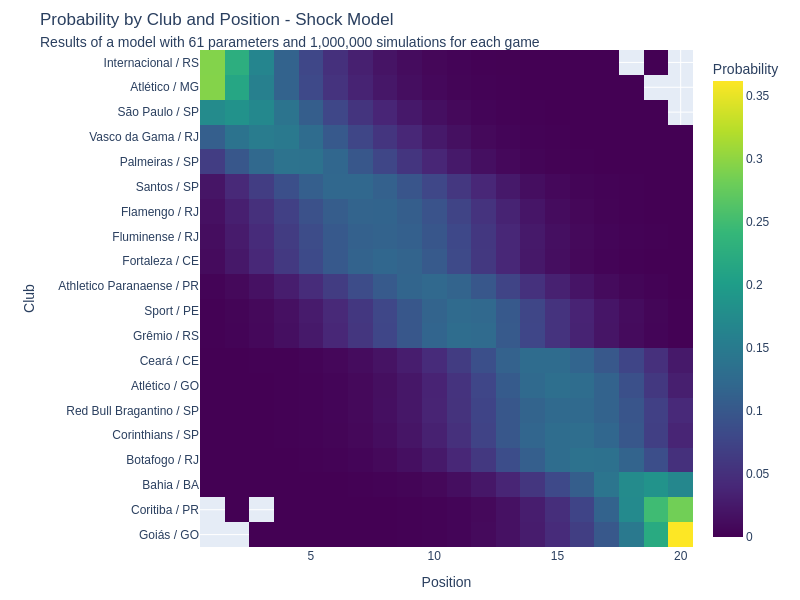 Probability by Club and Position - Shock Model
Results of a model with 61 parameters and 1,000,000 simulations for each game
Probability
Club
Internacional / RS
Atlético / MG
São Paulo / SP
Vasco da Gama / RJ
Palmeiras / SP
Santos / SP
Flamengo / RJ
Fluminense / RJ
Fortaleza / CE
Athletico Paranaense / PR
Sport / PE
Grêmio / RS
Ceará / CE
Atlético / GO
Red Bull Bragantino / SP
Corinthians / SP
Botafogo / RJ
Bahia / BA
Coritiba / PR
Goiás / GO
0.35
0.3
0.25
0.2
0.15
0.1
0.05
0
5 10 15 20
Position